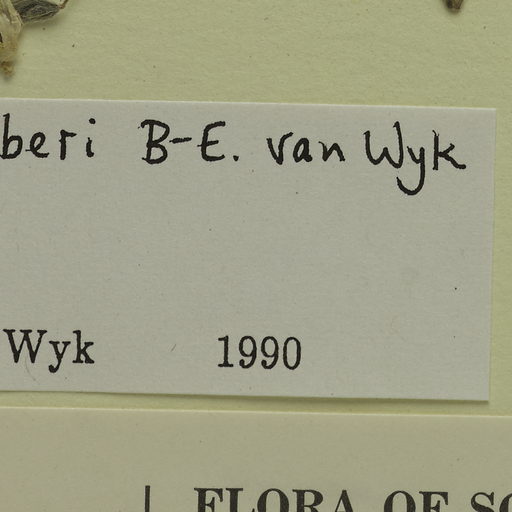 beri B-E. van Wyk
Wyk 1990
FLORA OF SO